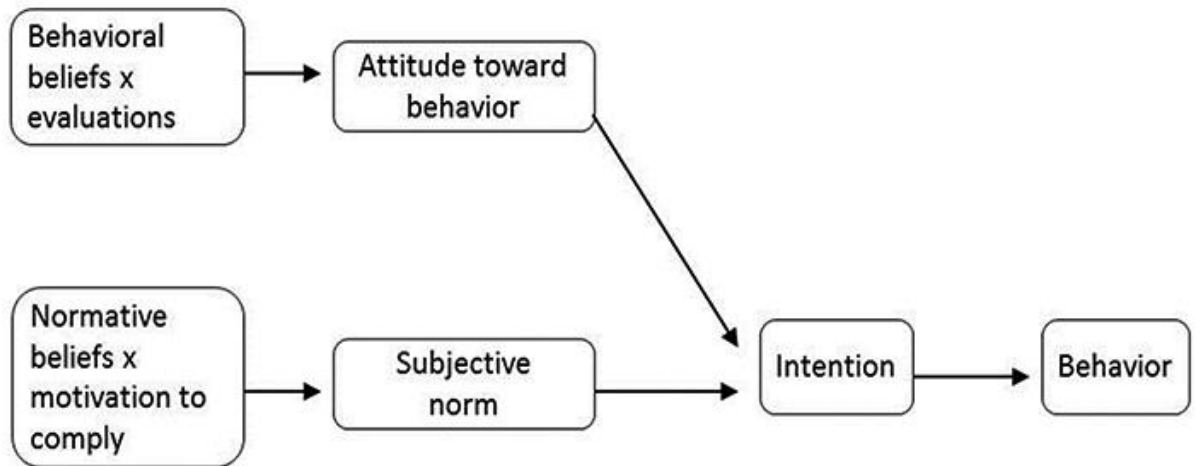 Behavioral
beliefs x
evaluations
Attitude toward
behavior
Normative
beliefs x
motivation to
comply
Subjective
norm
Intention
Behavior